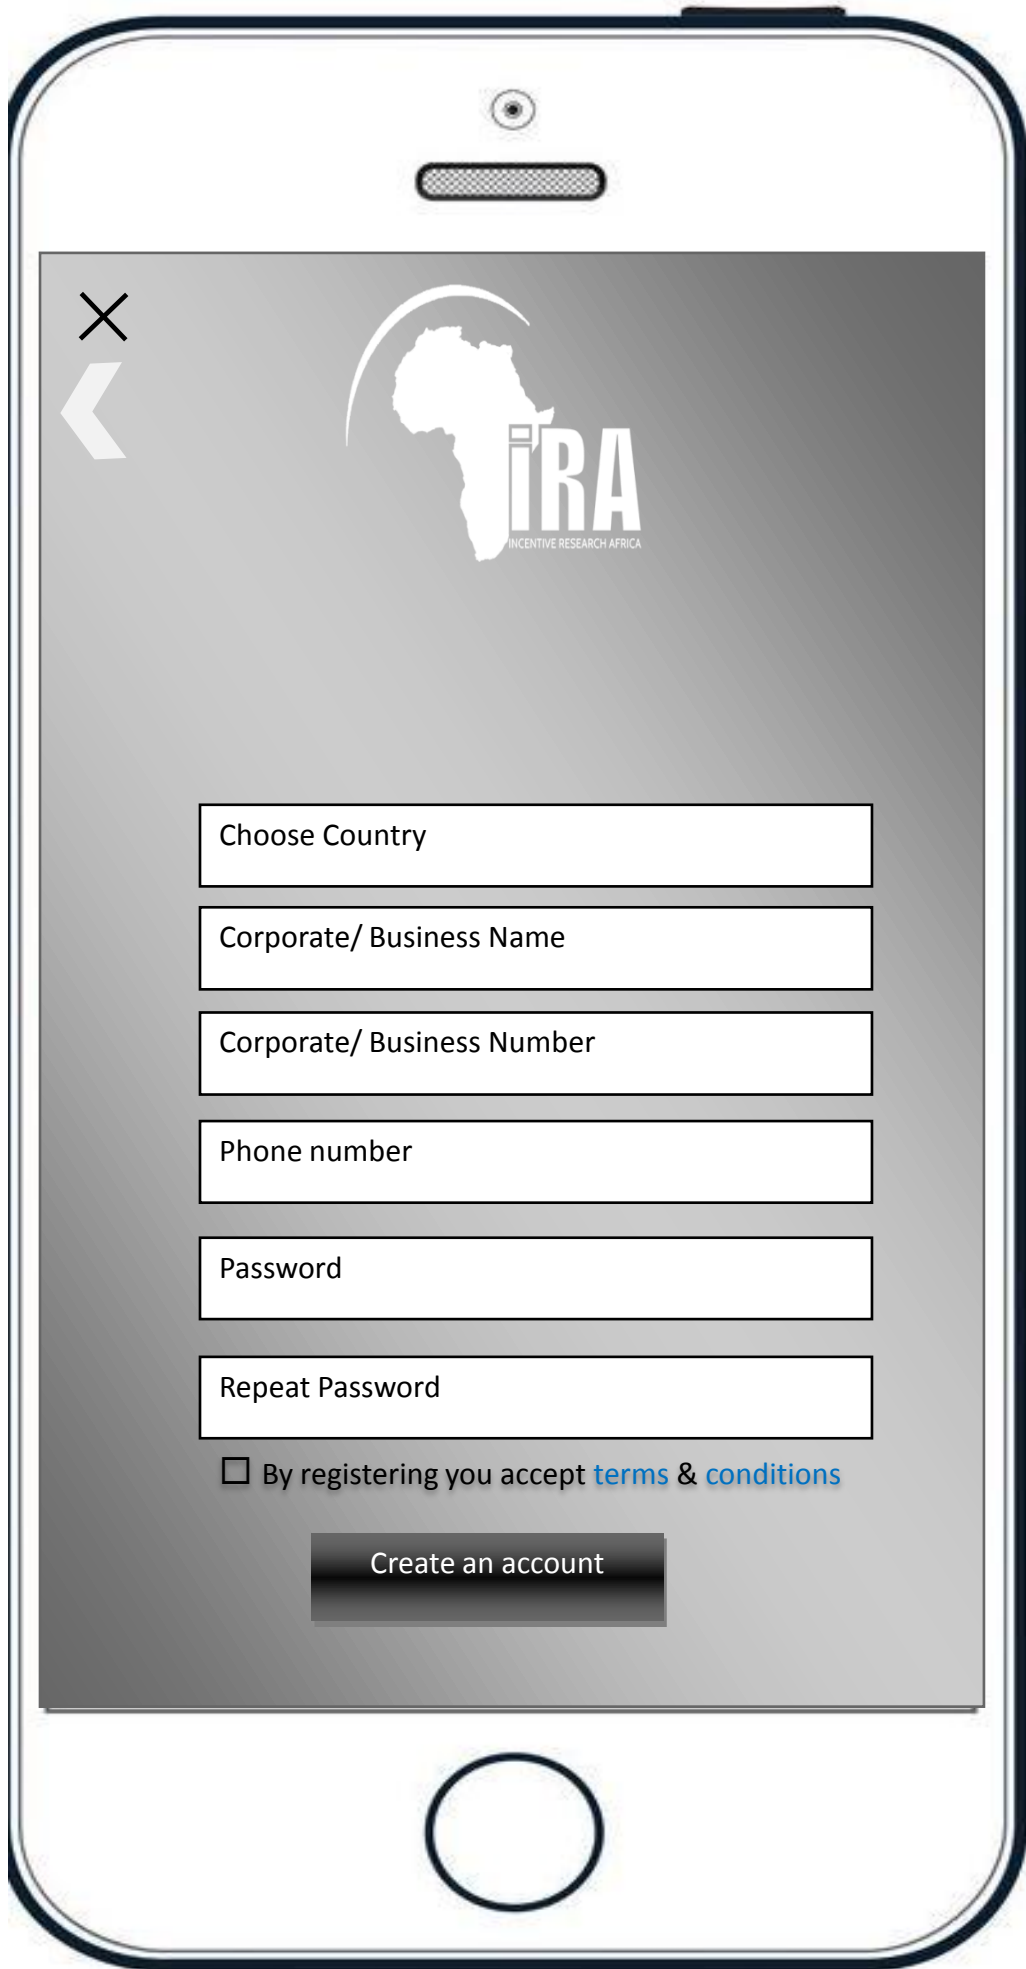 iRA
INCENTIVE RESEARCH AFRICA
Choose Country
Corporate/ Business Name
Corporate/ Business Number
Phone number
Password
Repeat Password
By registering you accept terms & conditions
Create an account